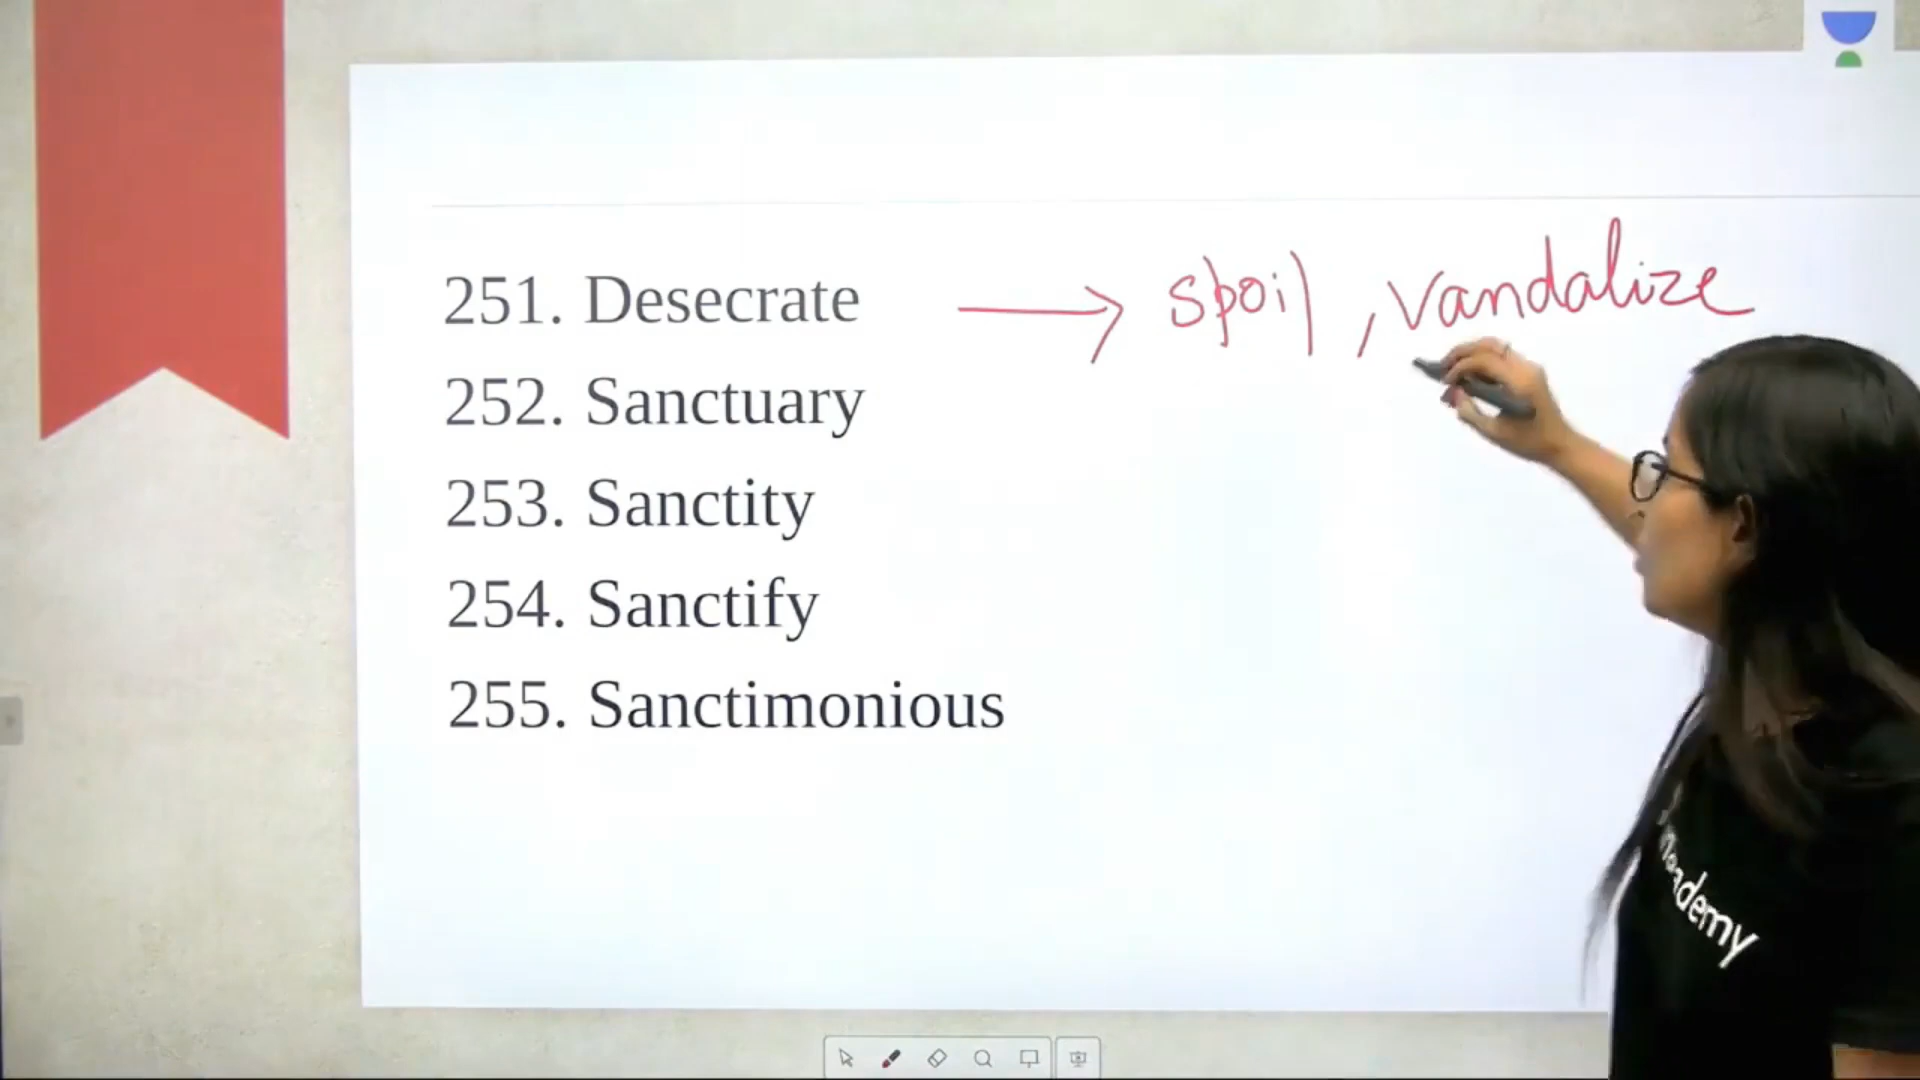 251. Desecrate → spoil, vandalize
252. Sanctuary
253. Sanctity
254. Sanctify
255. Sanctimonious